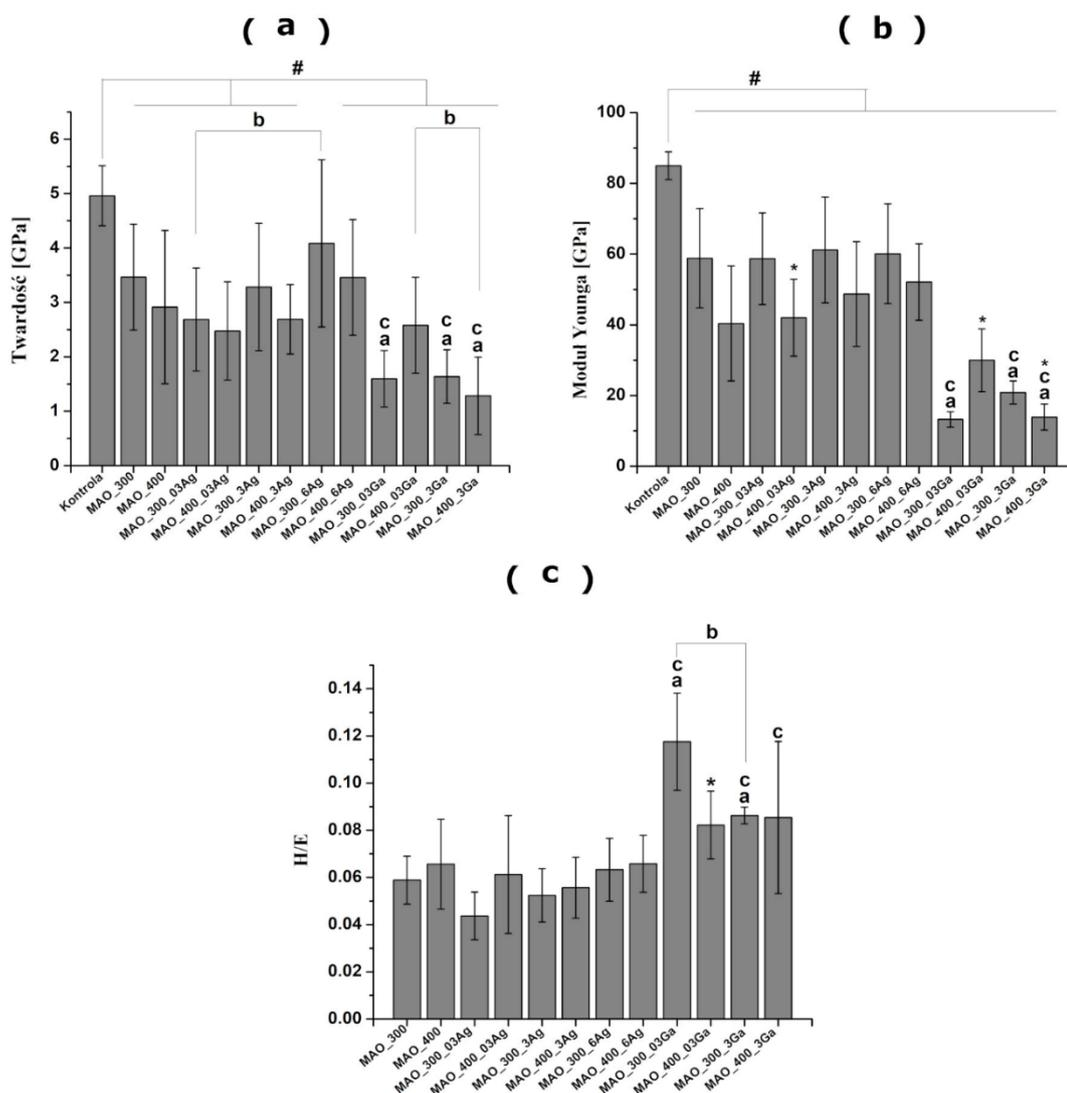 ( a )
#
b
b
Twardość [GPa]
6
5
4
3
2
1
0
c
a
c
a
c
a
Kontrola
MAO_300
MAO_400
MAO_300_03Ag
MAO_400_03Ag
MAO_300_3Ag
MAO_400_3Ag
MAO_300_6Ag
MAO_400_6Ag
MAO_300_03Ga
MAO_400_03Ga
MAO_300_3Ga
MAO_400_3Ga
( b )
#
Moduł Younga [GPa]
100
80
60
40
20
0
*
c
a
*
c
a
*
c
a
Kontrola
MAO_300
MAO_400
MAO_300_03Ag
MAO_400_03Ag
MAO_300_3Ag
MAO_400_3Ag
MAO_300_6Ag
MAO_400_6Ag
MAO_300_03Ga
MAO_400_03Ga
MAO_300_3Ga
MAO_400_3Ga
( c )
b
H/E
0.14
0.12
0.10
0.08
0.06
0.04
0.02
0.00
c
a
*
c
a
c
MAO_300
MAO_400
MAO_300_03Ag
MAO_400_03Ag
MAO_300_3Ag
MAO_400_3Ag
MAO_300_6Ag
MAO_400_6Ag
MAO_300_03Ga
MAO_400_03Ga
MAO_300_3Ga
MAO_400_3Ga